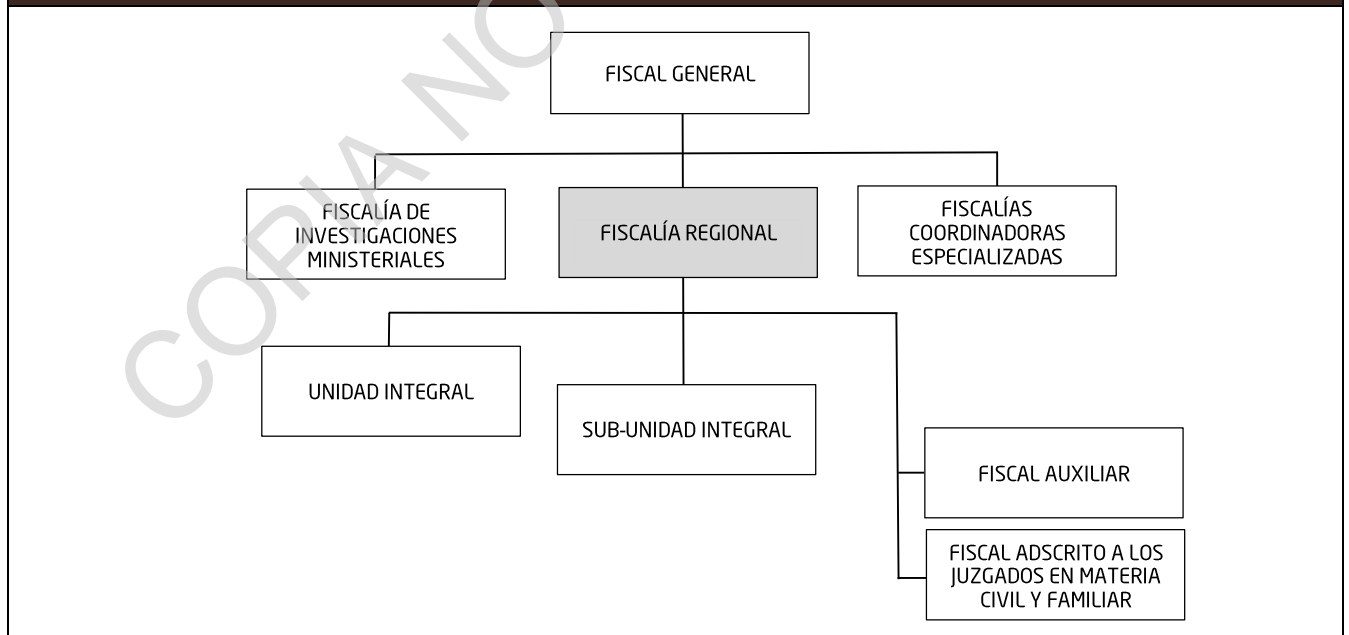 FISCAL GENERAL
FISCALÍA DE
INVESTIGACIONES
MINISTERIALES
FISCALÍA REGIONAL
FISCALÍAS
COORDINADORAS
ESPECIALIZADAS
UNIDAD INTEGRAL
SUB-UNIDAD INTEGRAL
FISCAL AUXILIAR
FISCAL ADSCRITO A LOS
JUZGADOS EN MATERIA
CIVIL Y FAMILIAR
COPIA NO